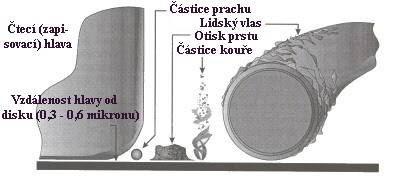 Čtecí (zapi-
sovací) hlava
Vzdálenost hlavy od
disku (0,3 - 0,6 mikronu)
Částice prachu
Lidský vlas
Otisk prstu
Částice kouře